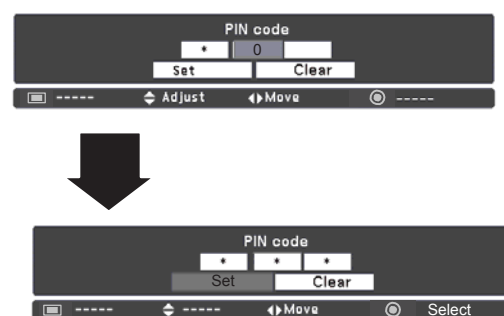 PIN code
* 0
Set Clear
----- Adjust Move -----
PIN code
* * *
Set Clear
----- ----- Move Select